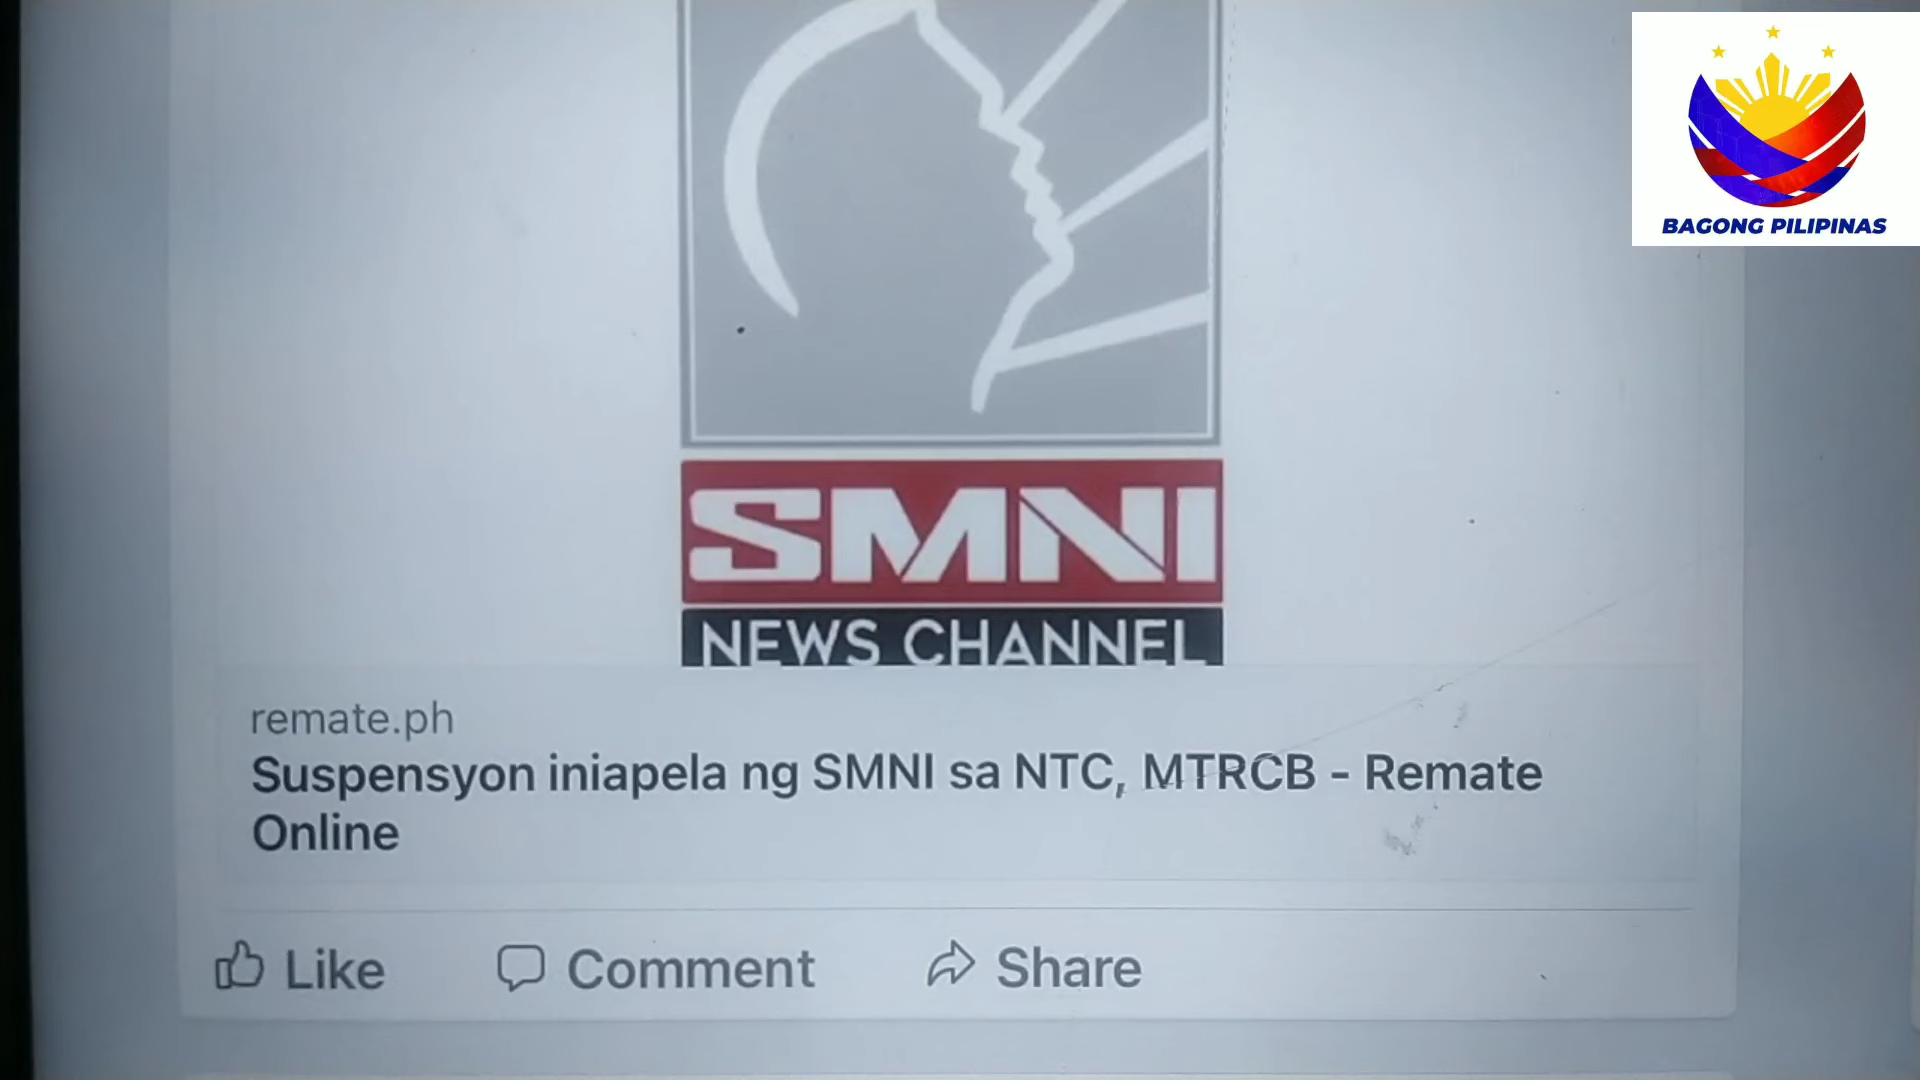 BAGONG PILIPINAS
SMNI
NEWS CHANNEL
remate.ph
Suspensyon iniapela ng SMNI sa NTC, MTRCB - Remate
Online
Like
Comment
Share